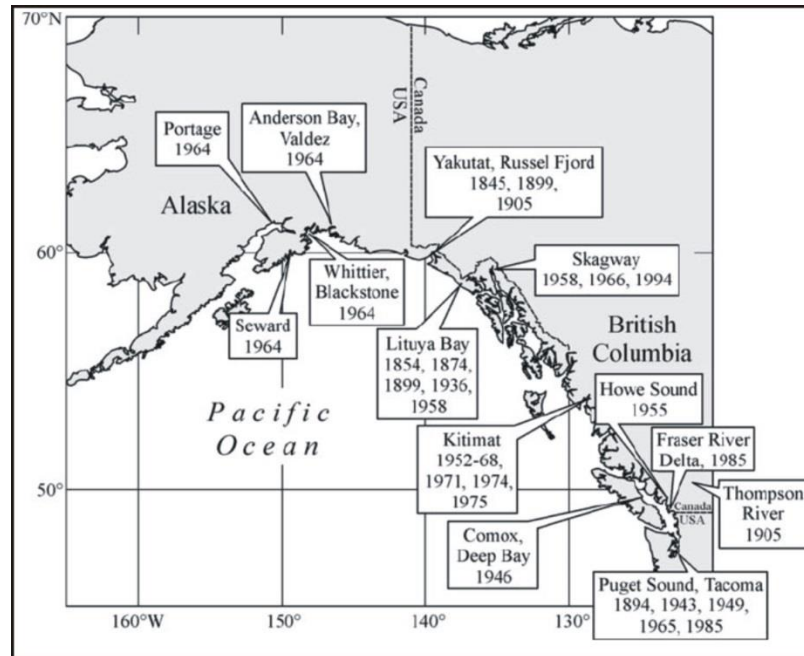 70°N
Canada
USA
Portage
1964
Anderson Bay,
Valdez
1964
Yakutat, Russel Fjord
1845, 1899,
1905
Alaska
60°
Whittier,
Blackstone
1964
Skagway
1958, 1966, 1994
Seward
1964
Lituya Bay
1854, 1874,
1899, 1936,
1958
British
Columbia
Howe Sound
1955
Pacific
Ocean
Kitimat
1952-68,
1971, 1974,
1975
Fraser River
Delta, 1985
50°
Thompson
River
1905
Canada
USA
Comox,
Deep Bay
1946
Puget Sound, Tacoma
1894, 1943, 1949,
1965, 1985
160°W
150°
140°
130°